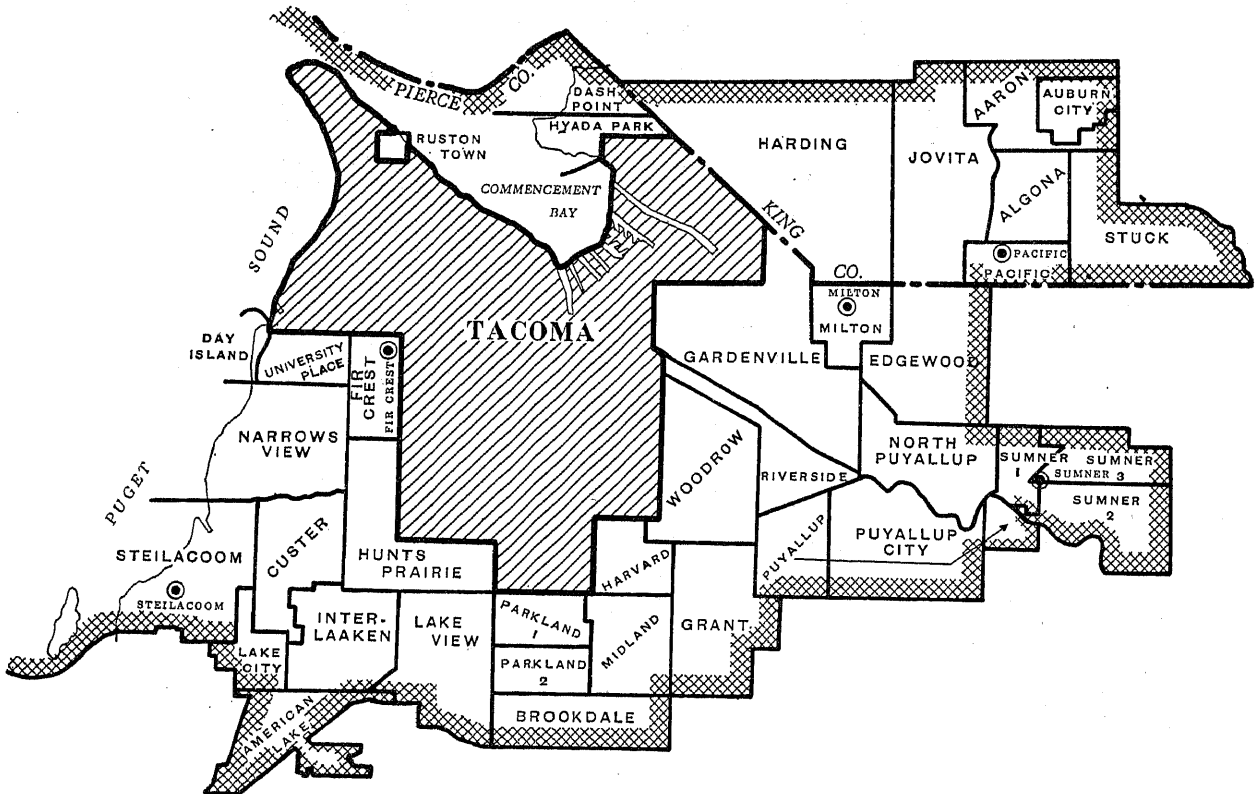 PIERCE CO.
DASH
POINT
HYADA PARK
RUSTON
TOWN
COMMENCEMENT
BAY
HARDING
JOVITA
AARON
AUBURN
CITY
ALGONA
STUCK
PACIFIC
PACIFIC
KING
CO.
SOUND
PUGET
TACOMA
MILTON
MILTON
DAY
ISLAND
UNIVERSITY
PLACE
FIR
CREST
FIR CREST
GARDENVILLE
EDGEWOOD
NARROWS
VIEW
WOODROW
NORTH
PUYALLUP
RIVERSIDE
SUMNER
1
SUMNER
3
SUMNER
SUMNER
2
STEILACOOM
STEILACOOM
CUSTER
HUNTS
PRAIRIE
HARVARD
PUYALLUP
PUYALLUP
CITY
INTER-
LAAKEN
LAKE
VIEW
PARKLAND
1
PARKLAND
2
MIDLAND
GRANT.
LAKE
CITY
BROOKDALE
AMERICAN
LAKE